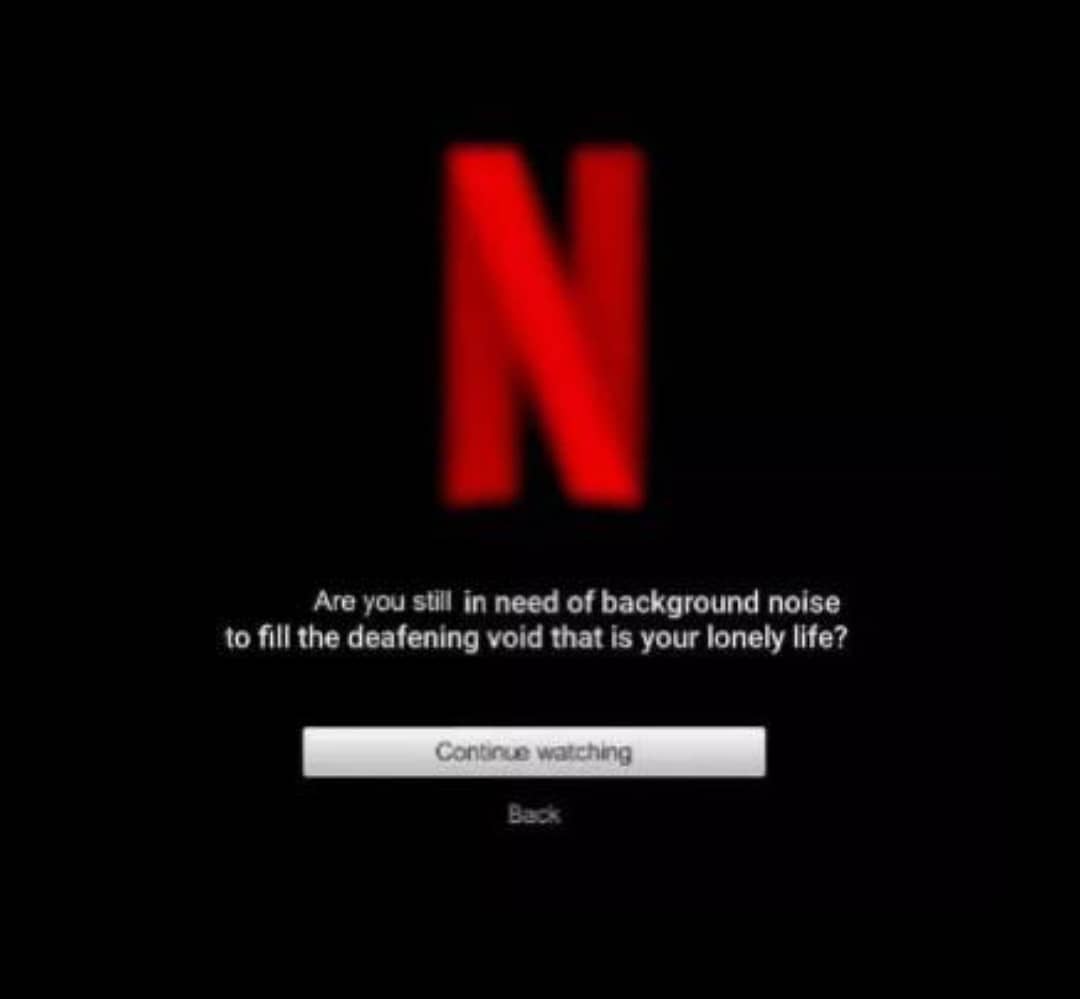 N
Are you still in need of background noise
to fill the deafening void that is your lonely life?
Continue watching
Back